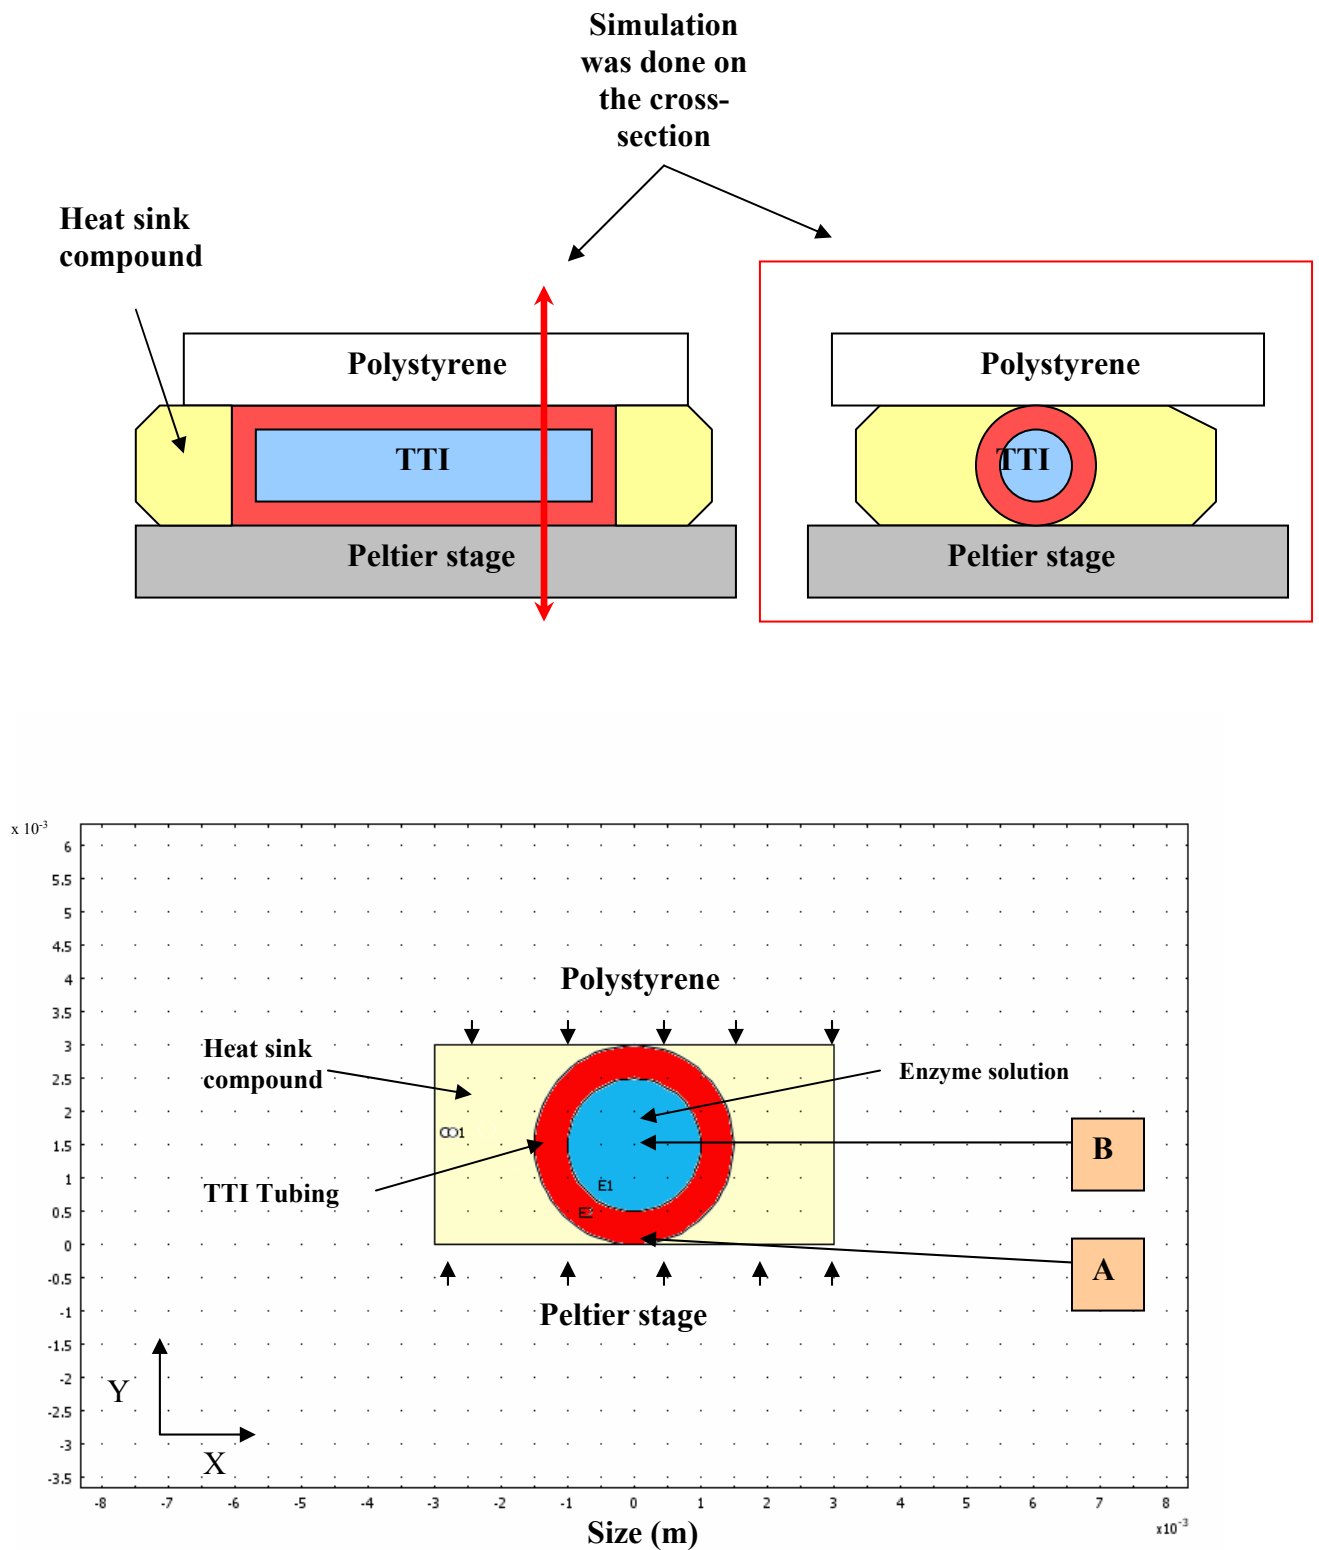 Simulation
was done on
the cross-
section
Heat sink
compound
Polystyrene
Polystyrene
TTI
TTI
Peltier stage
Peltier stage
x 10-3
6
5.5
5
4.5
4
3.5
3
2.5
2
1.5
1
0.5
0
-0.5
-1
-1.5
-2
-2.5
-3
-3.5
Polystyrene
Heat sink
compound
Enzyme solution
CO1
B
TTI Tubing
E1
E2
A
Peltier stage
Y
X
-8 -7 -6 -5 -4 -3 -2 -1 0 1 2 3 4 5 6 7 8
x10-3
Size (m)